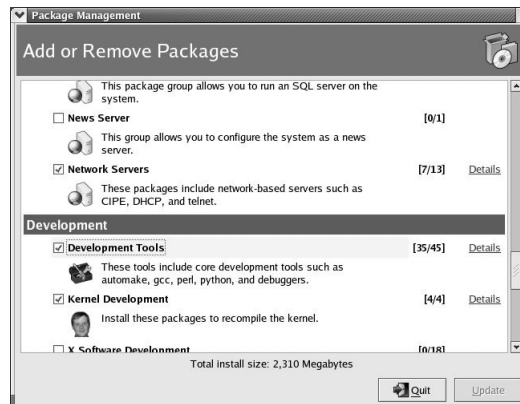 Package Management
Add or Remove Packages
This package group allows you to run an SQL server on the
system.
News Server [0/1]
This group allows you to configure the system as a news
server.
Network Servers [7/13] Details
These packages include network-based servers such as
CIPE, DHCP, and telnet.
Development
Development Tools [35/45] Details
These tools include core development tools such as
automake, gcc, perl, python, and debuggers.
Kernel Development [4/4] Details
Install these packages to recompile the kernel.
X Software Development [0/18]
Total install size: 2,310 Megabytes
Quit Update